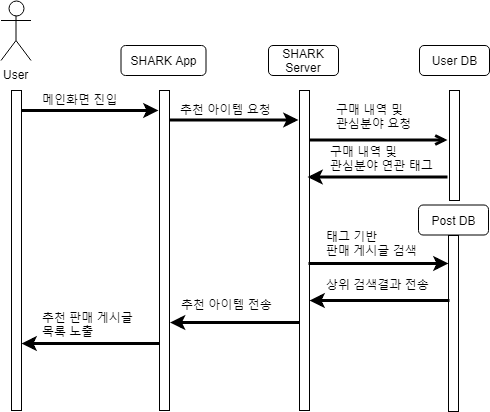 User
SHARK App
SHARK
Server
User DB
메인화면 진입
추천 아이템 요청
구매 내역 및
관심분야 요청
구매 내역 및
관심분야 연관 태그
Post DB
태그 기반
판매 게시글 검색
상위 검색결과 전송
추천 아이템 전송
추천 판매 게시글
목록 노출